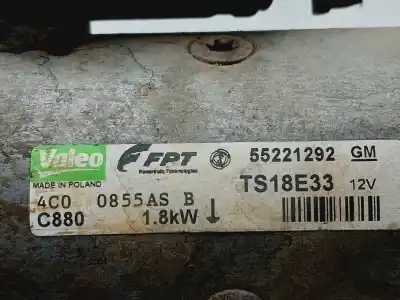 Valeo FPT 55221292 GM
Powertrain Technologies
MADE IN POLAND TS18E33 12V
4C0 0855AS B
C880 1.8kW ↓